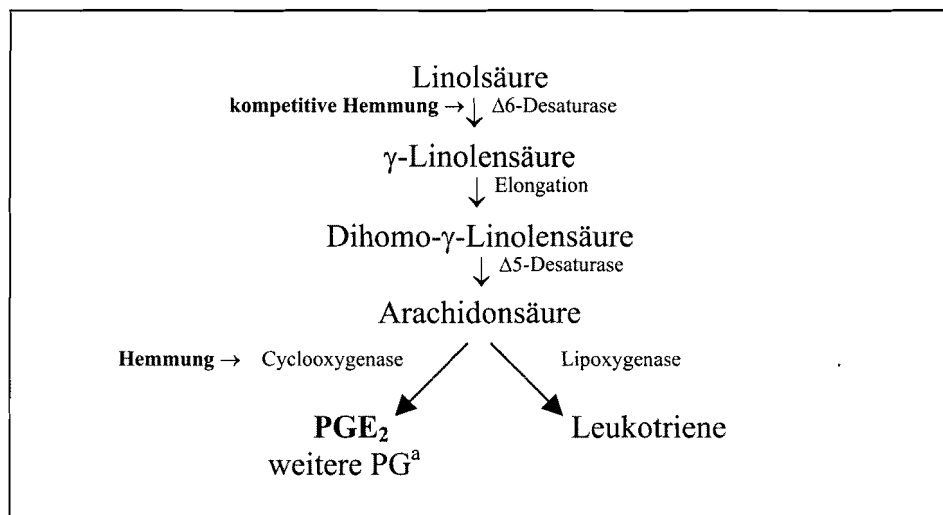 Linolsäure
kompetitive Hemmung → ↓ Δ6-Desaturase
γ-Linolensäure
↓ Elongation
Dihomo-γ-Linolensäure
↓ Δ5-Desaturase
Arachidonsäure
Hemmung → Cyclooxygenase Lipoxygenase
PGE₂ Leukotriene
weitere PGᵃ